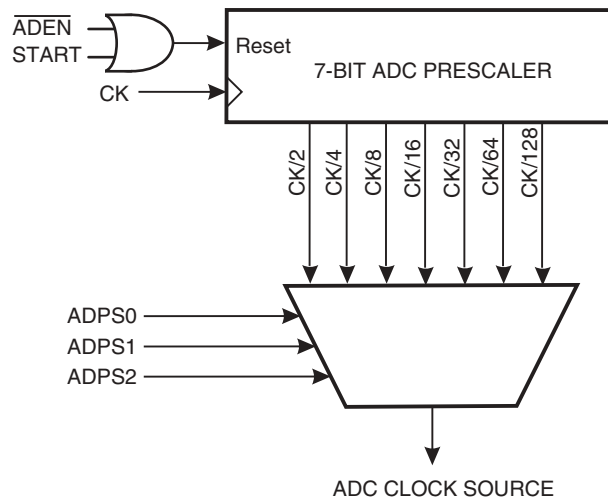 ADEN
START
Reset
CK
7-BIT ADC PRESCALER
CK/2
CK/4
CK/8
CK/16
CK/32
CK/64
CK/128
ADPS0
ADPS1
ADPS2
ADC CLOCK SOURCE